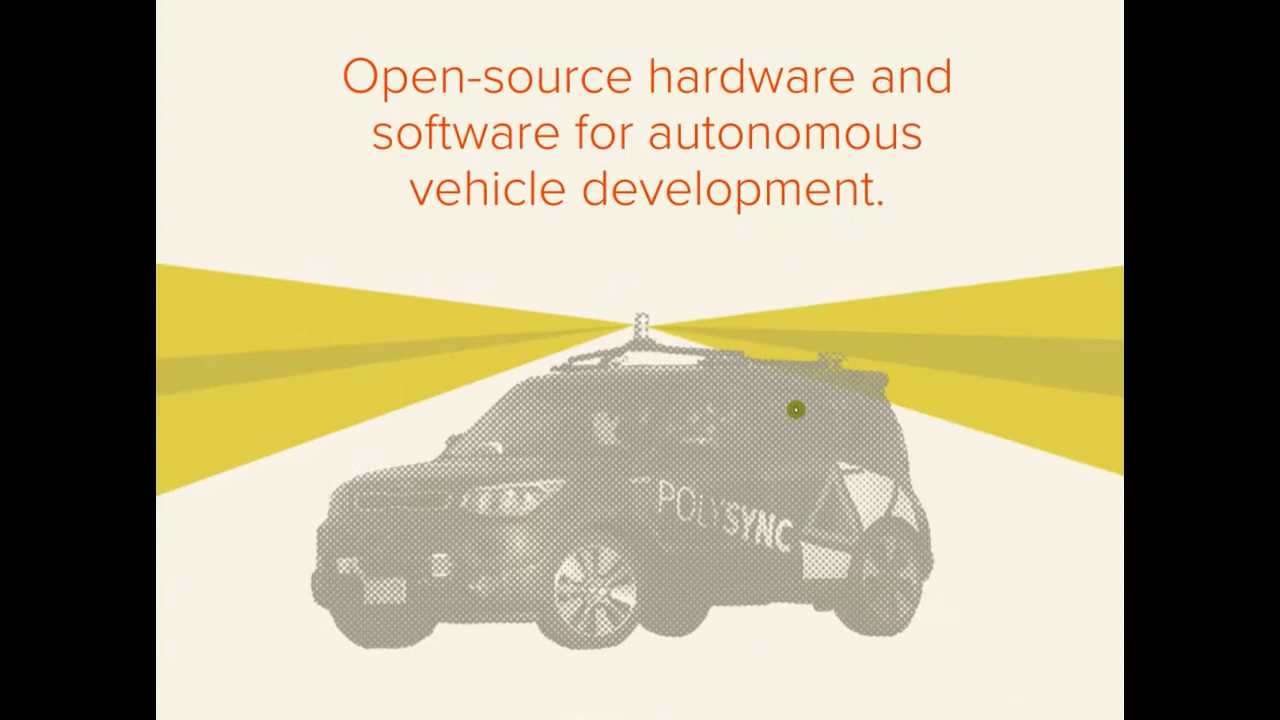 Open-source hardware and
software for autonomous
vehicle development.
POLYSYNC